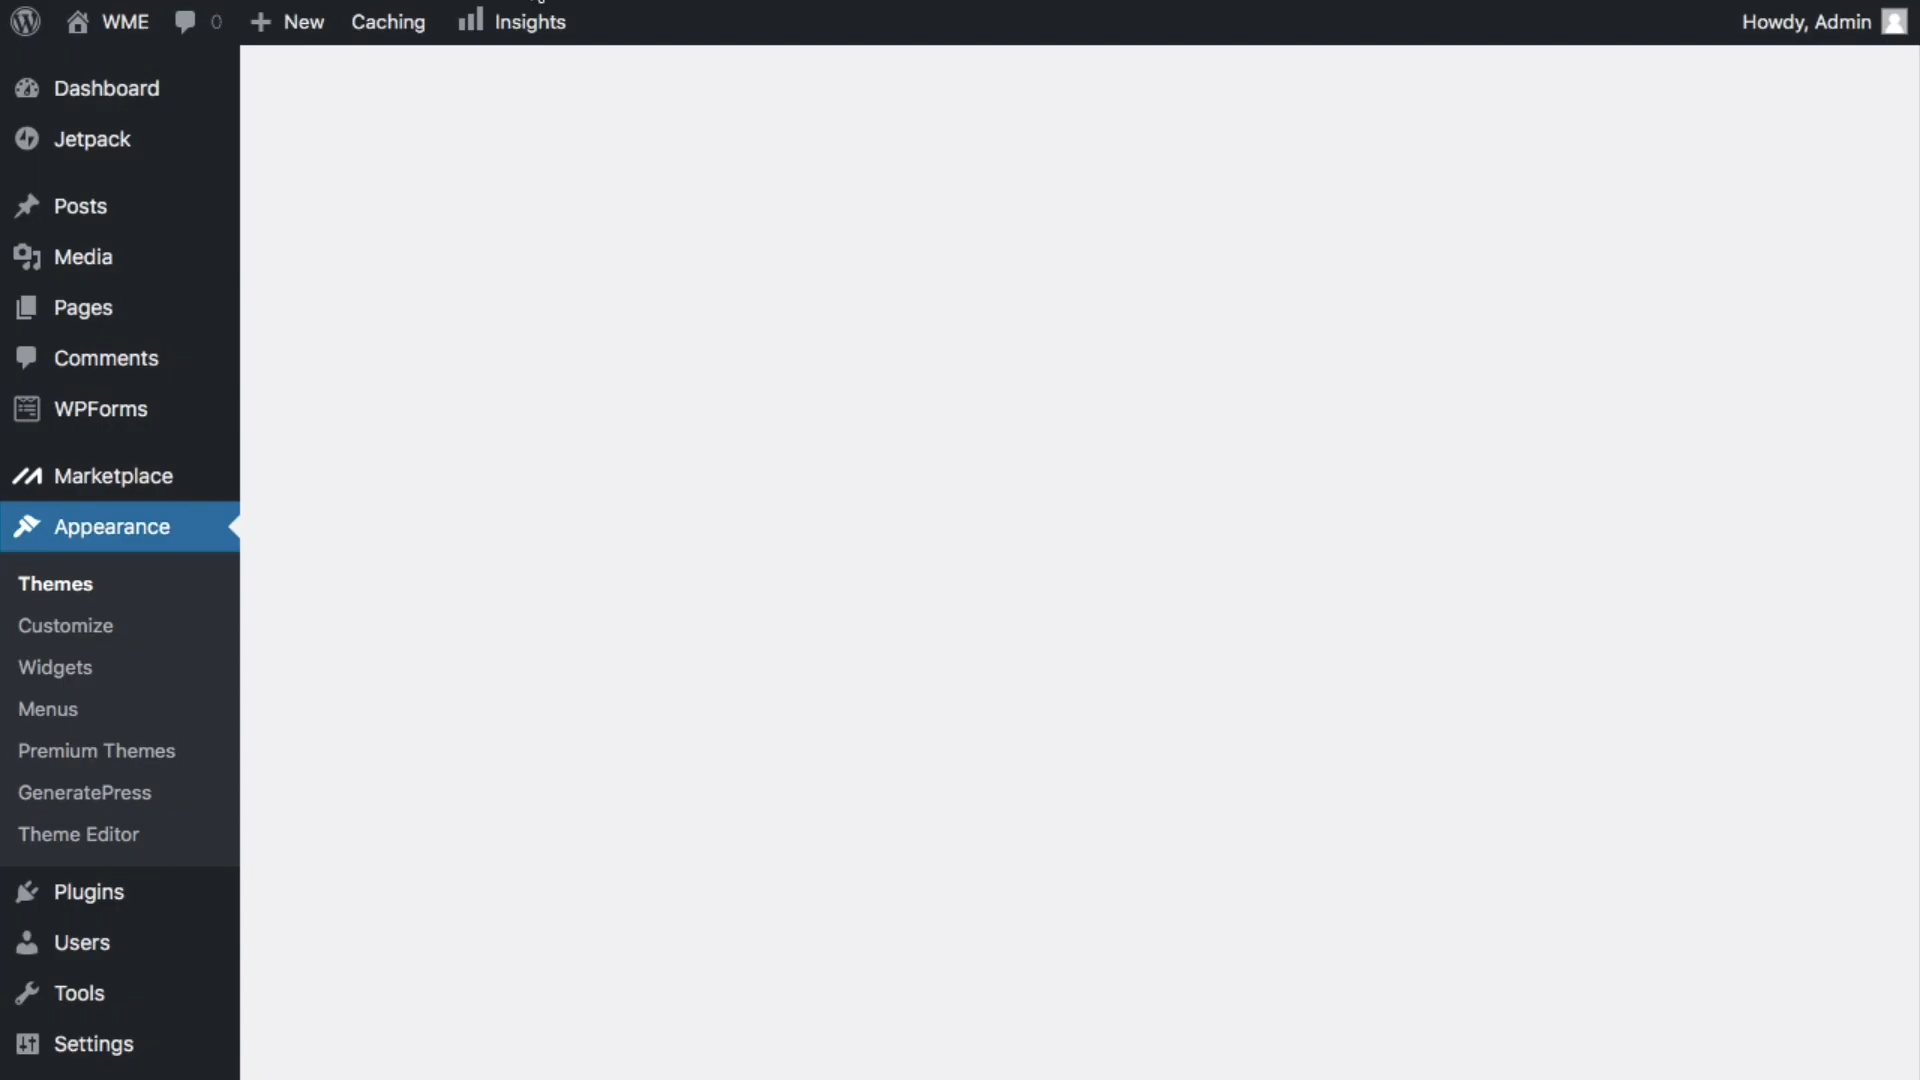 WME 0 New Caching Insights Howdy, Admin
Dashboard
Jetpack
Posts
Media
Pages
Comments
WPForms
Marketplace
Appearance
Themes
Customize
Widgets
Menus
Premium Themes
GeneratePress
Theme Editor
Plugins
Users
Tools
Settings